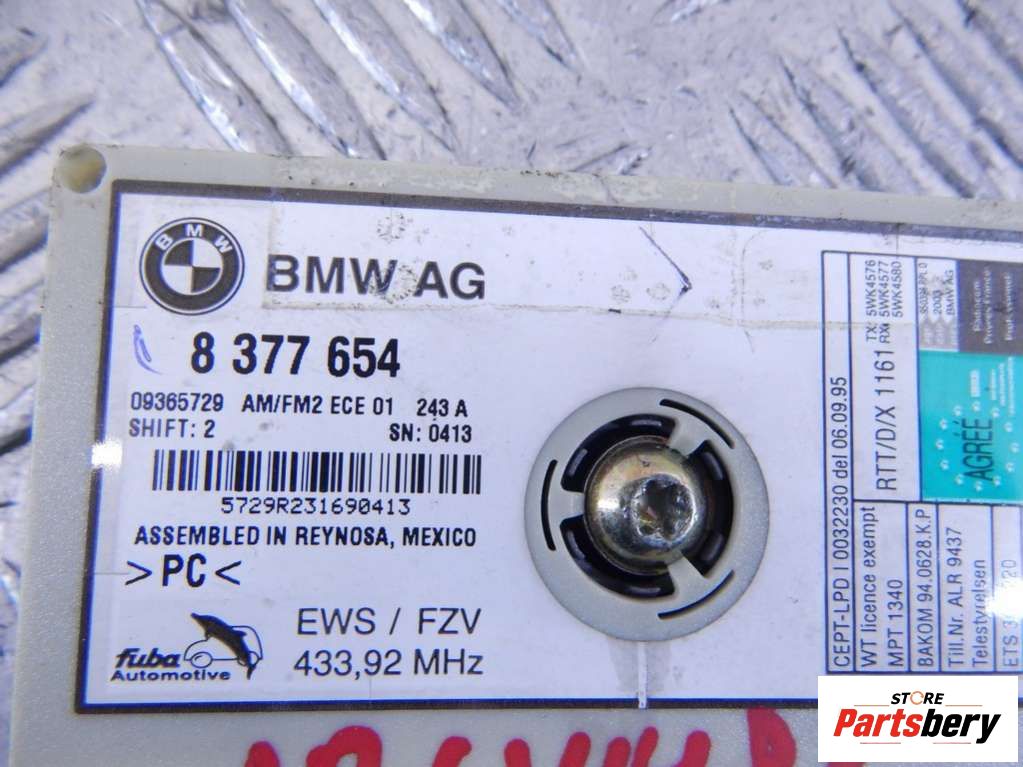 BMW
BMW AG
8 377 654
09365729 AM/FM2 ECE 01 243 A
SHIFT: 2 SN: 0413
5729R231690413
ASSEMBLED IN REYNOSA, MEXICO
>PC<
EWS / FZV
433,92 MHz
fuba
Automotive
CEPT-LPD I 0032230 del 06.09.95
WT licence exempt
MPT 1340
BAKOM 94.0628.K.P
Till.Nr. ALR 9437
Telestyrelsen
ETS
RTT/D/X 1161
TX: 5WK4576
RX: 5WK4577
5WK4580
BMW AG
AGRÉÉ
STORE
Partsbery